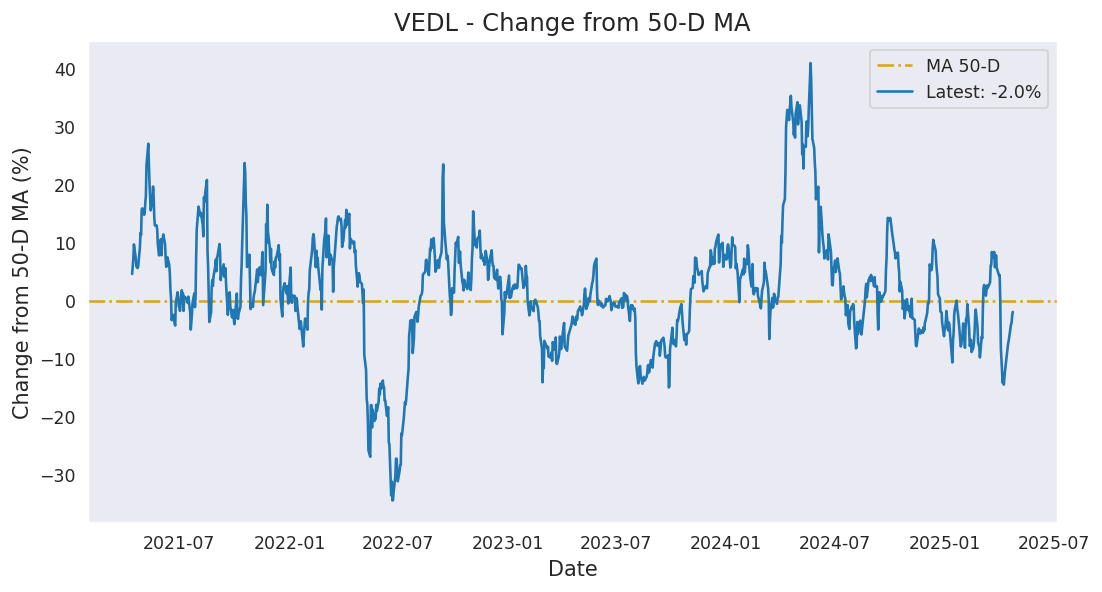 VEDL - Change from 50-D MA
MA 50-D
Latest: -2.0%
Change from 50-D MA (%)
40
30
20
10
0
−10
−20
−30
2021-07 2022-01 2022-07 2023-01 2023-07 2024-01 2024-07 2025-01 2025-07
Date